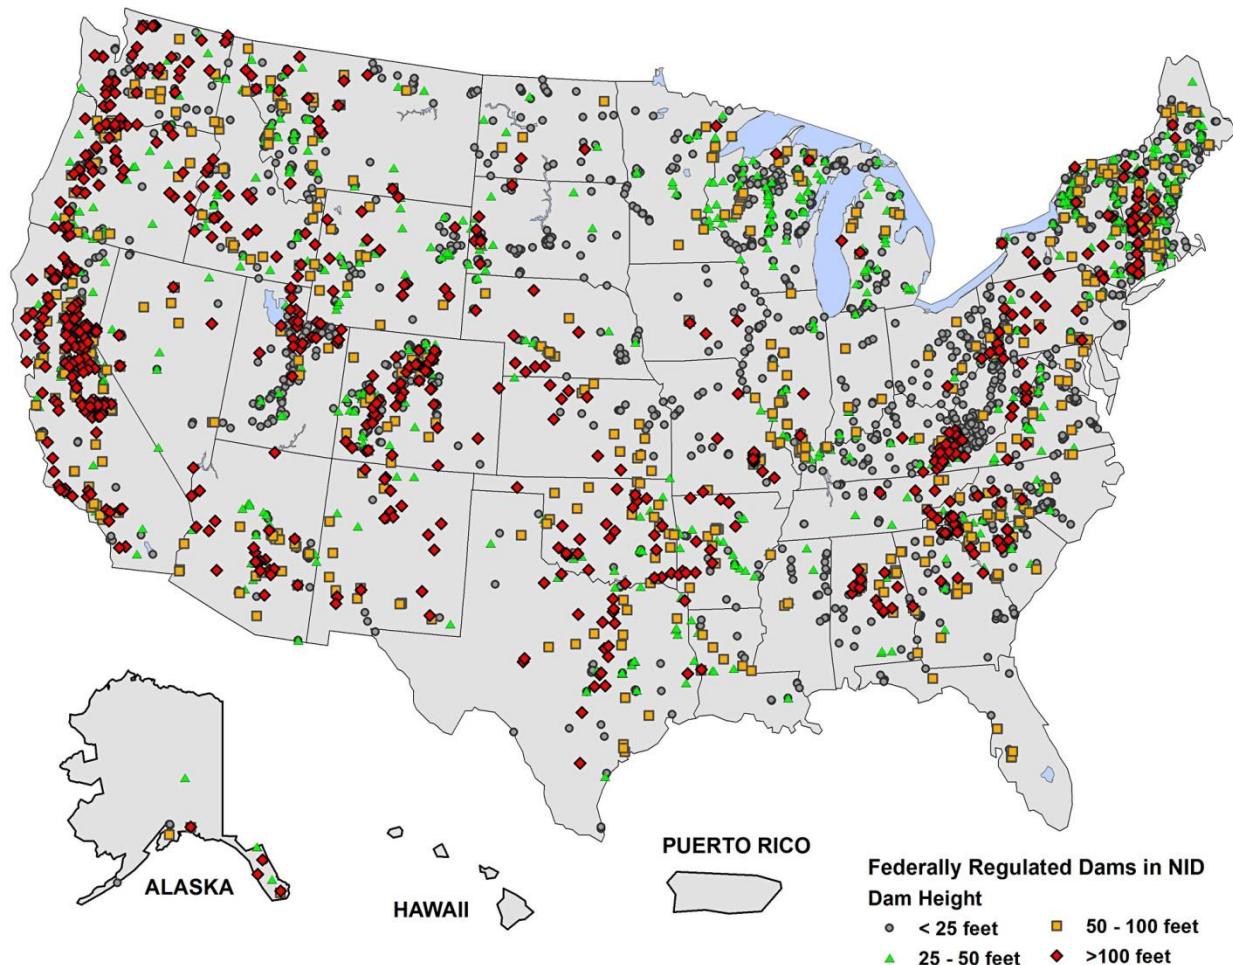 PUERTO RICO
ALASKA
HAWAII
Federally Regulated Dams in NID
Dam Height
< 25 feet
50 - 100 feet
25 - 50 feet
>100 feet